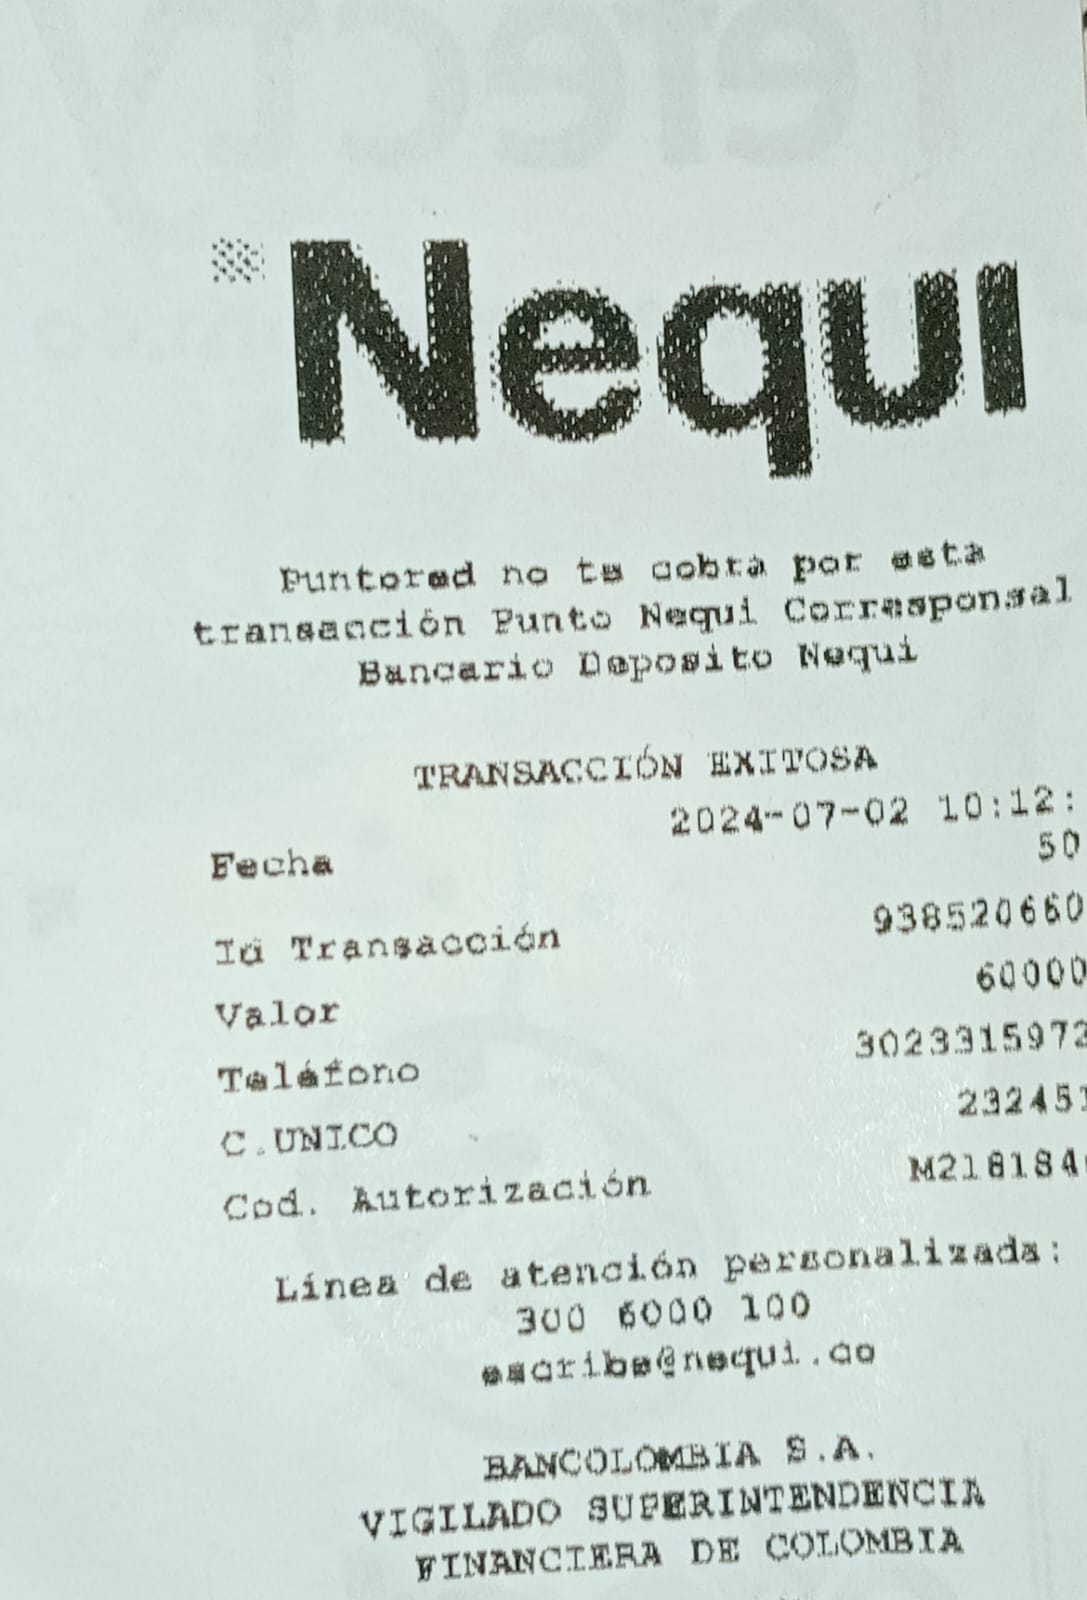 Nequi
Puntored no te cobra por esta
transacción Punto Nequi Corresponsal
Bancario Deposito Nequi
TRANSACCIÓN EXITOSA
Fecha 2024-07-02 10:12:
50
Id Transacción 938520660
Valor 60000
Teléfono 3023315972
C.UNICO 232451
Cod. Autorización M218184
Línea de atención personalizada:
300 6000 100
escribe@nequi.co
BANCOLOMBIA S.A.
VIGILADO SUPERINTENDENCIA
FINANCIERA DE COLOMBIA